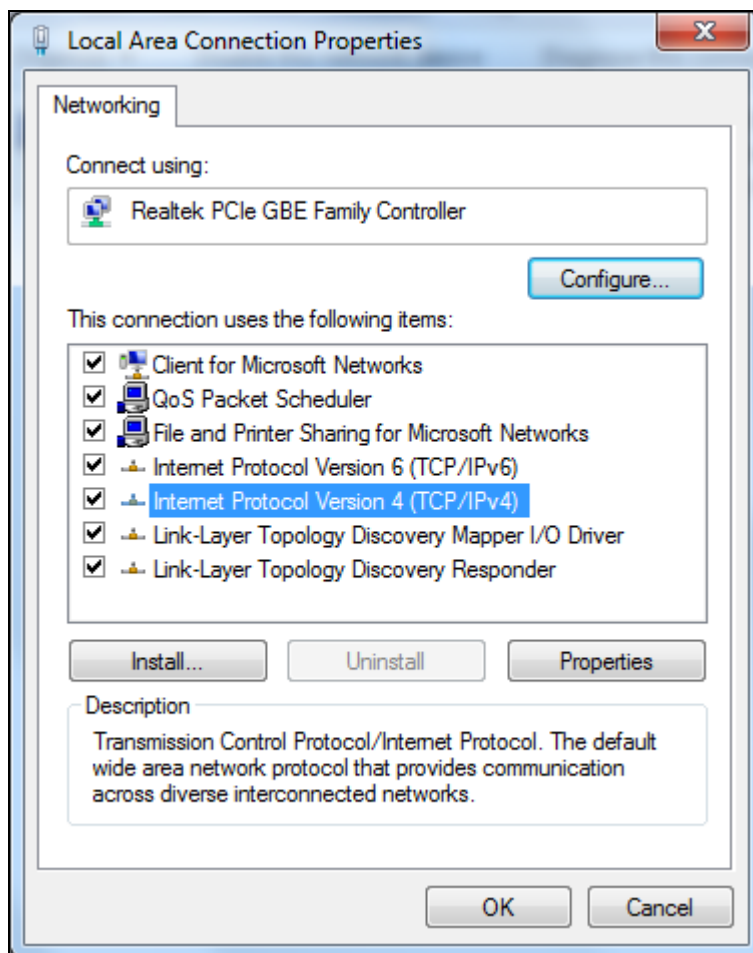 Local Area Connection Properties
Networking
Connect using:
Realtek PCIe GBE Family Controller
Configure...
This connection uses the following items:
Client for Microsoft Networks
QoS Packet Scheduler
File and Printer Sharing for Microsoft Networks
Internet Protocol Version 6 (TCP/IPv6)
Internet Protocol Version 4 (TCP/IPv4)
Link-Layer Topology Discovery Mapper I/O Driver
Link-Layer Topology Discovery Responder
Install... Uninstall Properties
Description
Transmission Control Protocol/Internet Protocol. The default
wide area network protocol that provides communication
across diverse interconnected networks.
OK Cancel